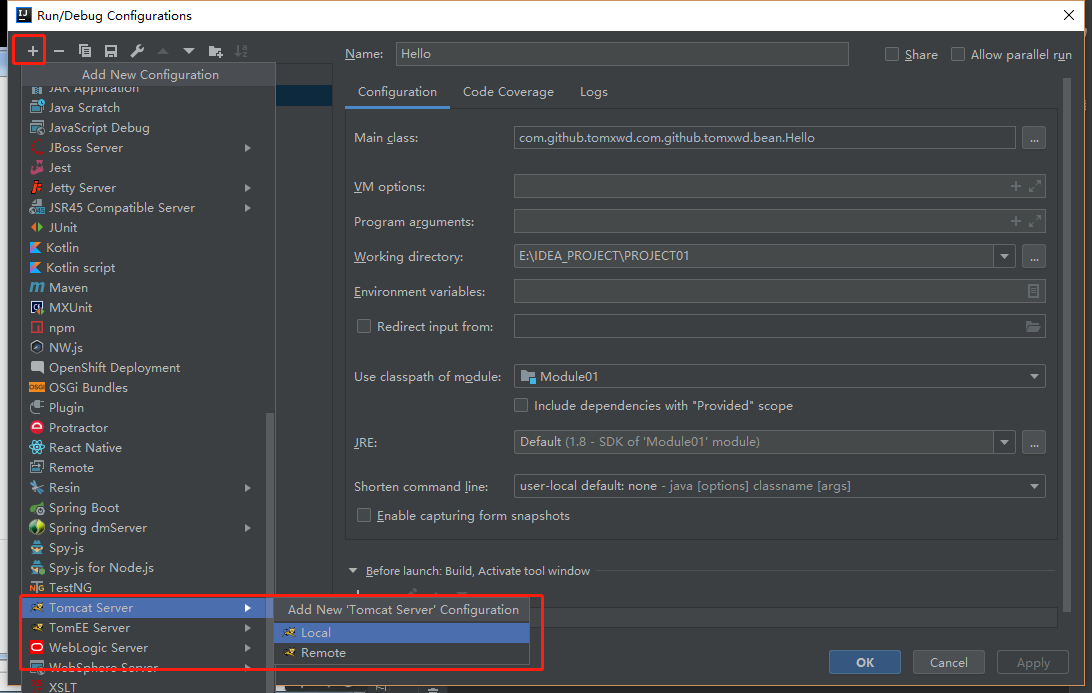 Run/Debug Configurations
Add New Configuration
JAR Application
Java Scratch
JavaScript Debug
JBoss Server
Jest
Jetty Server
JSR45 Compatible Server
JUnit
Kotlin
Kotlin script
Maven
MXUnit
npm
NW.js
OpenShift Deployment
OSGi Bundles
Plugin
Protractor
React Native
Remote
Resin
Spring Boot
Spring dmServer
Spy-js
Spy-js for Node.js
TestNG
Tomcat Server
TomEE Server
WebLogic Server
WebSphere Server
XSLT
Add New 'Tomcat Server' Configuration
Local
Remote
Name: Hello
Share
Allow parallel run
Configuration Code Coverage Logs
Main class: com.github.tomxwd.com.github.tomxwd.bean.Hello ...
VM options:
Program arguments:
Working directory: E:\IDEA_PROJECT\PROJECT01 ...
Environment variables:
Redirect input from:
Use classpath of module: Module01
Include dependencies with "Provided" scope
JRE: Default (1.8 - SDK of 'Module01' module) ...
Shorten command line: user-local default: none - java [options] classname [args]
Enable capturing form snapshots
Before launch: Build, Activate tool window
OK Cancel Apply